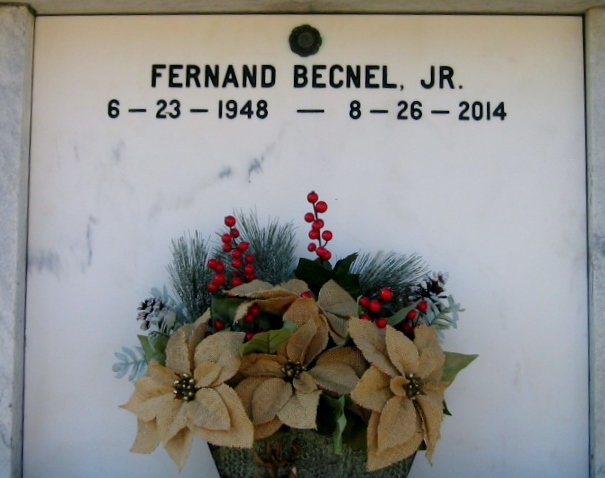 FERNAND BECNEL, JR.
6 — 23 — 1948 — 8 — 26 — 2014